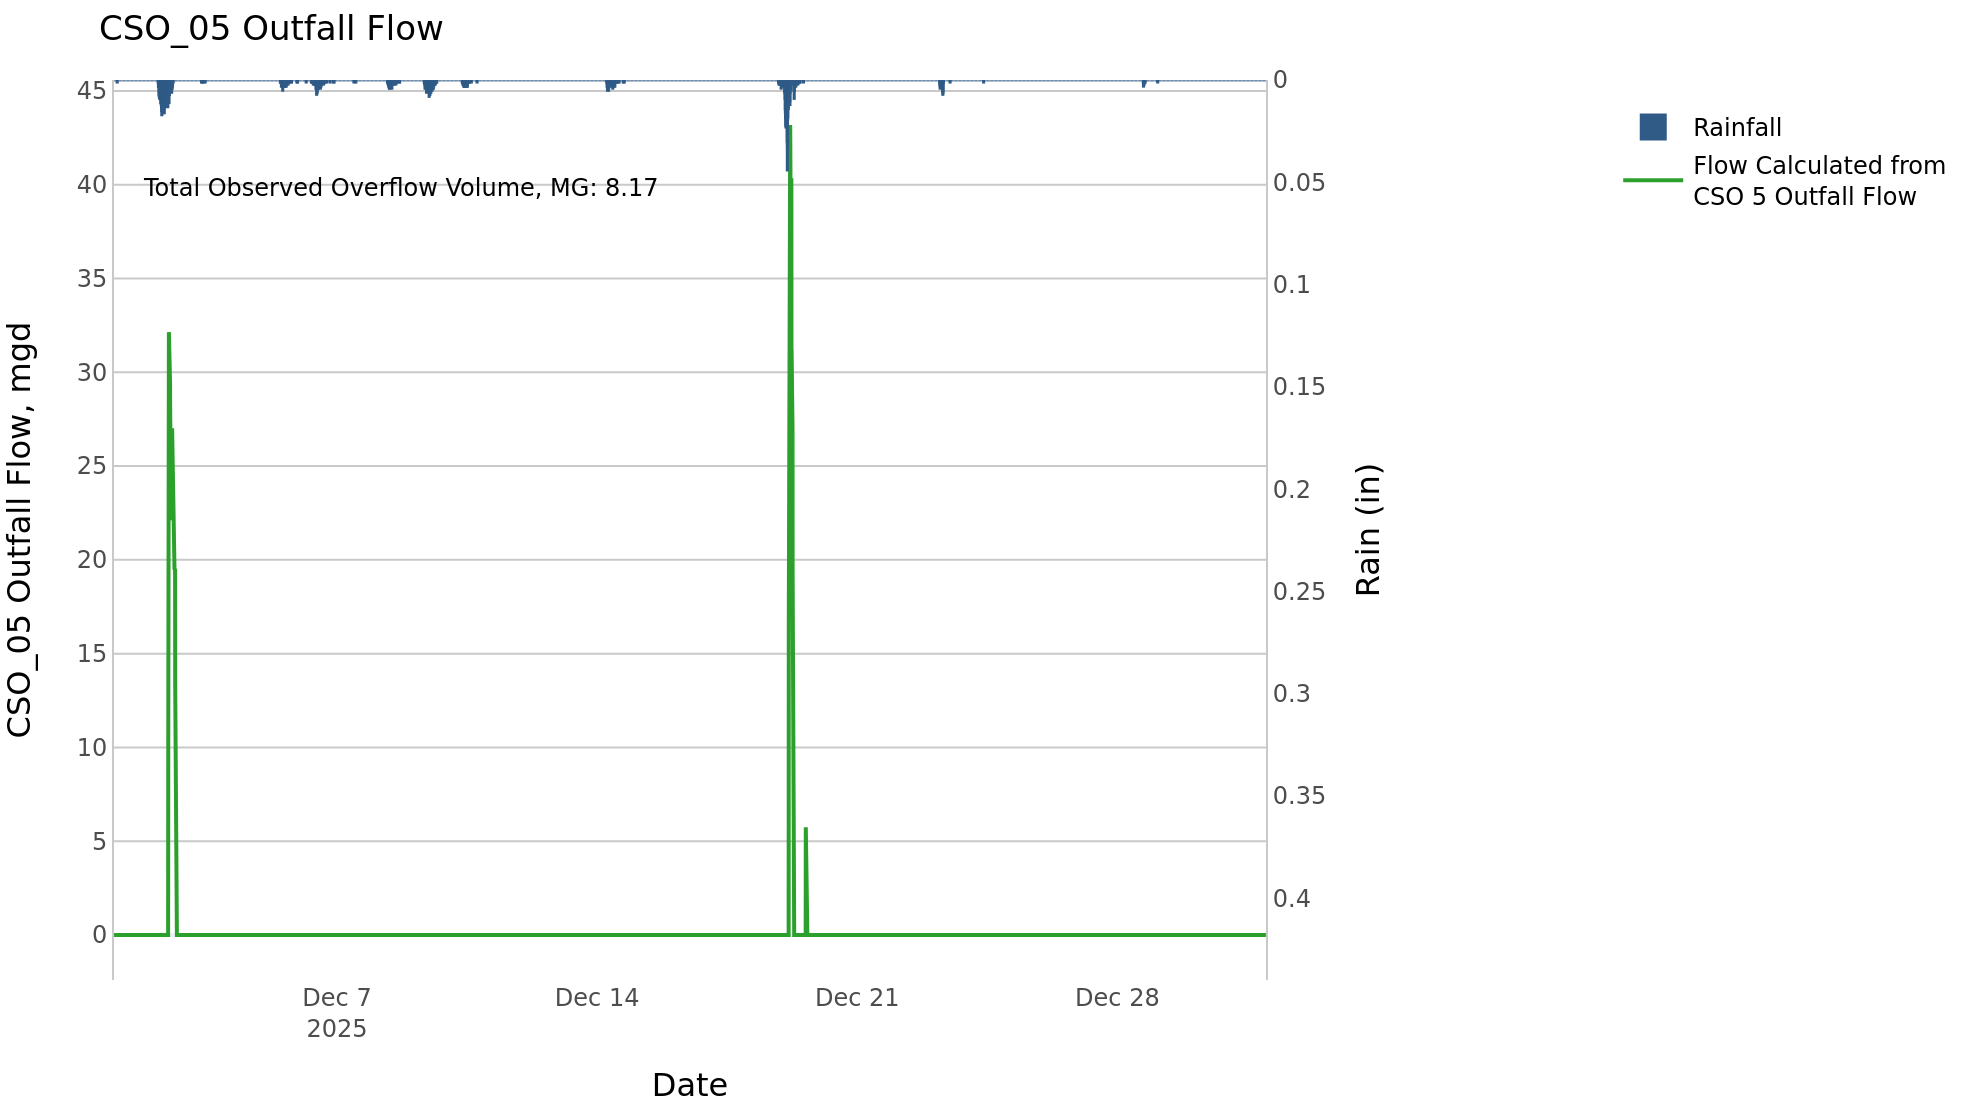 CSO_05 Outfall Flow
Total Observed Overflow Volume, MG: 8.17
CSO_05 Outfall Flow, mgd
45
40
35
30
25
20
15
10
5
0
0
0.05
0.1
0.15
0.2
0.25
0.3
0.35
0.4
Rain (in)
Dec 7
2025
Dec 14
Dec 21
Dec 28
Date
Rainfall
Flow Calculated from
CSO 5 Outfall Flow